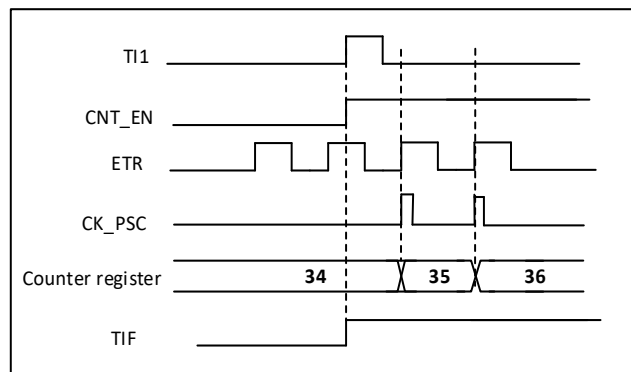 TI1
CNT_EN
ETR
CK_PSC
Counter register 34 35 36
TIF